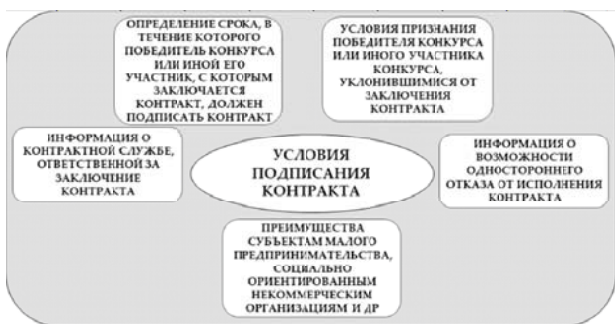 ОПРЕДЕЛЕНИЕ СРОКА, В
ТЕЧЕНИЕ КОТОРОГО
ПОБЕДИТЕЛЬ КОНКУРСА
ИЛИ ИНОЙ ЕГО
УЧАСТНИК, С КОТОРЫМ
ЗАКЛЮЧАЕТСЯ
КОНТРАКТ, ДОЛЖЕН
ПОДПИСАТЬ КОНТРАКТ
УСЛОВИЯ ПРИЗНАНИЯ
ПОБЕДИТЕЛЯ КОНКУРСА
ИЛИ ИНОГО УЧАСТНИКА
КОНКУРСА,
УКЛОНИВШИМИСЯ ОТ
ЗАКЛЮЧЕНИЯ
КОНТРАКТА
ИНФОРМАЦИЯ О
КОНТРАКТНОЙ СЛУЖБЕ,
ОТВЕТСТВЕННОЙ ЗА
ЗАКЛЮЧЕНИЕ
КОНТРАКТА
УСЛОВИЯ
ПОДПИСАНИЯ
КОНТРАКТА
ИНФОРМАЦИЯ О
ВОЗМОЖНОСТИ
ОДНОСТОРОННЕГО
ОТКАЗА ОТ ИСПОЛНЕНИЯ
КОНТРАКТА
ПРЕИМУЩЕСТВА
СУБЪЕКТАМ МАЛОГО
ПРЕДПРИНИМАТЕЛЬСТВА,
СОЦИАЛЬНО
ОРИЕНТИРОВАННЫМ
НЕКОММЕРЧЕСКИМ
ОРГАНИЗАЦИЯМ И ДР